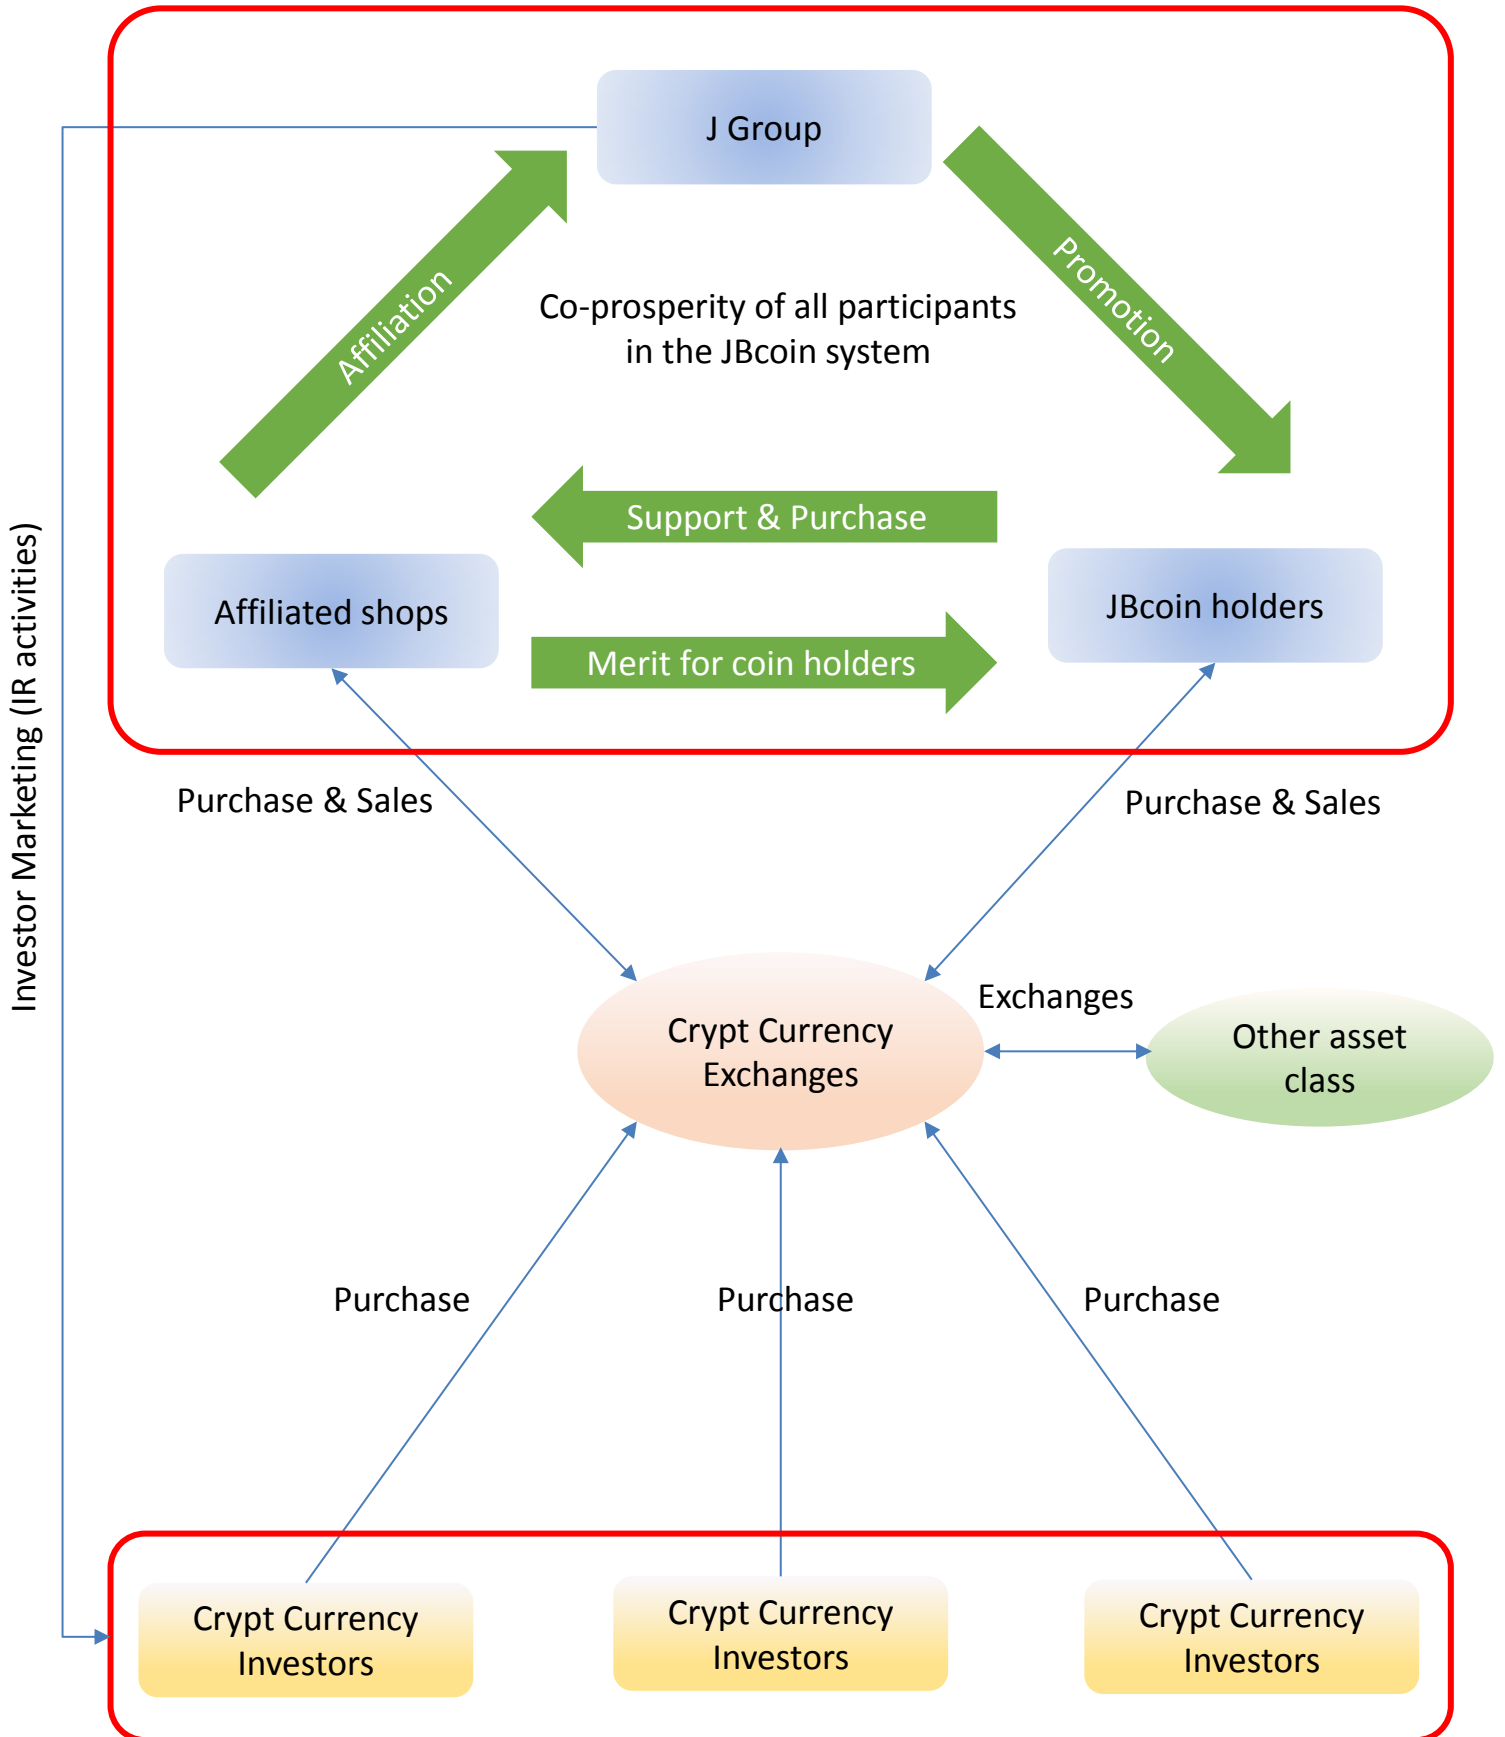 J Group
Affiliation
Promotion
Co-prosperity of all participants
in the JBcoin system
Support & Purchase
Affiliated shops
JBcoin holders
Merit for coin holders
Investor Marketing (IR activities)
Purchase & Sales
Purchase & Sales
Exchanges
Crypt Currency
Exchanges
Other asset
class
Purchase
Purchase
Purchase
Crypt Currency
Investors
Crypt Currency
Investors
Crypt Currency
Investors